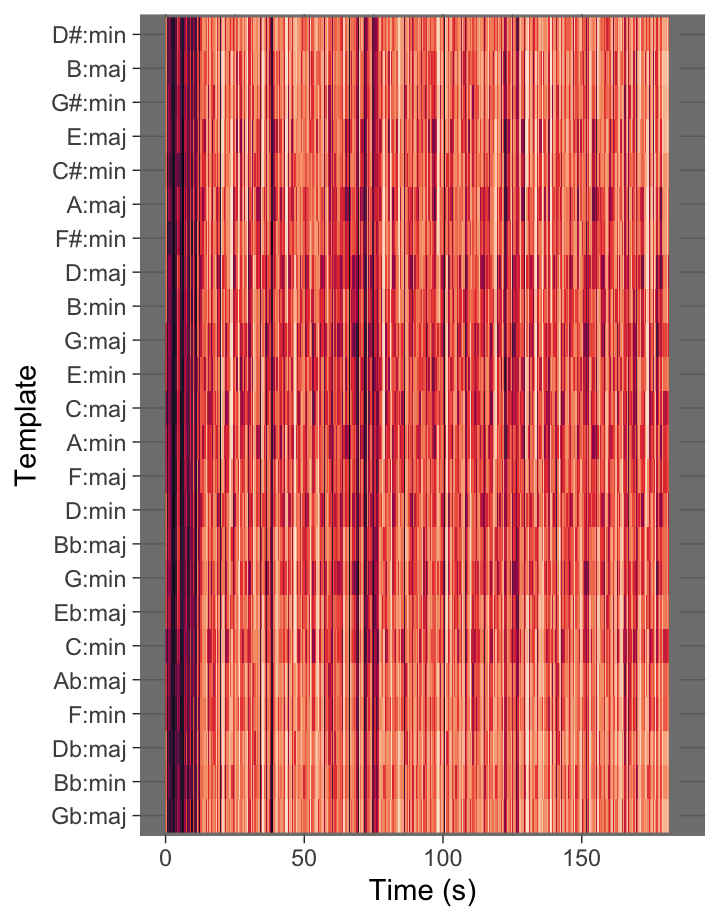 D#:min
B:maj
G#:min
E:maj
C#:min
A:maj
F#:min
D:maj
B:min
G:maj
E:min
C:maj
A:min
F:maj
D:min
Bb:maj
G:min
Eb:maj
C:min
Ab:maj
F:min
Db:maj
Bb:min
Gb:maj
Template
0 50 100 150
Time (s)